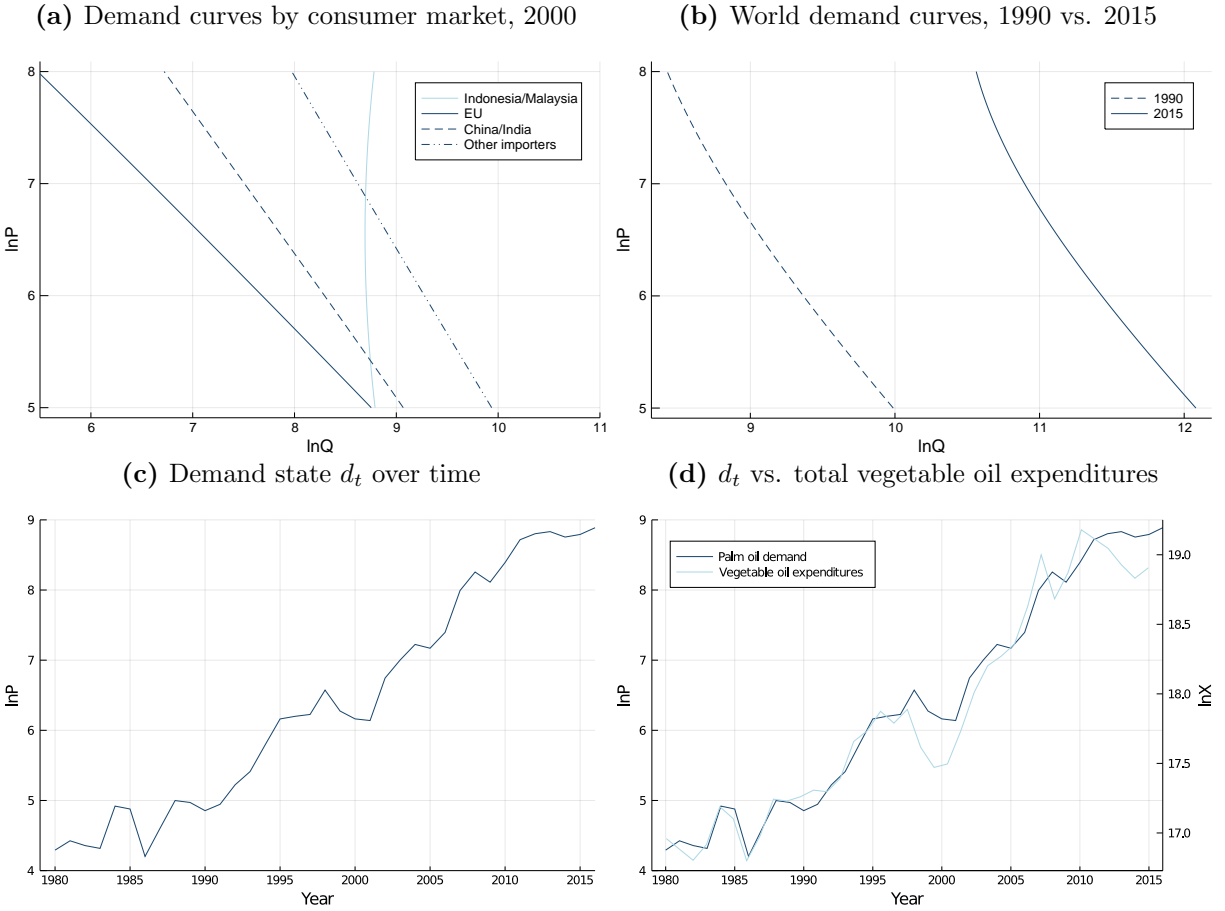 (a) Demand curves by consumer market, 2000
8
7
6
5
lnP
6
7
8
9
10
11
lnQ
Indonesia/Malaysia
EU
China/India
Other importers
(b) World demand curves, 1990 vs. 2015
8
7
6
5
lnP
9
10
11
12
lnQ
1990
2015
(c) Demand state dt over time
9
8
7
6
5
4
lnP
1980
1985
1990
1995
2000
2005
2010
2015
Year
(d) dt vs. total vegetable oil expenditures
9
8
7
6
5
4
lnP
Palm oil demand
Vegetable oil expenditures
19.0
18.5
18.0
17.5
17.0
lnX
1980
1985
1990
1995
2000
2005
2010
2015
Year